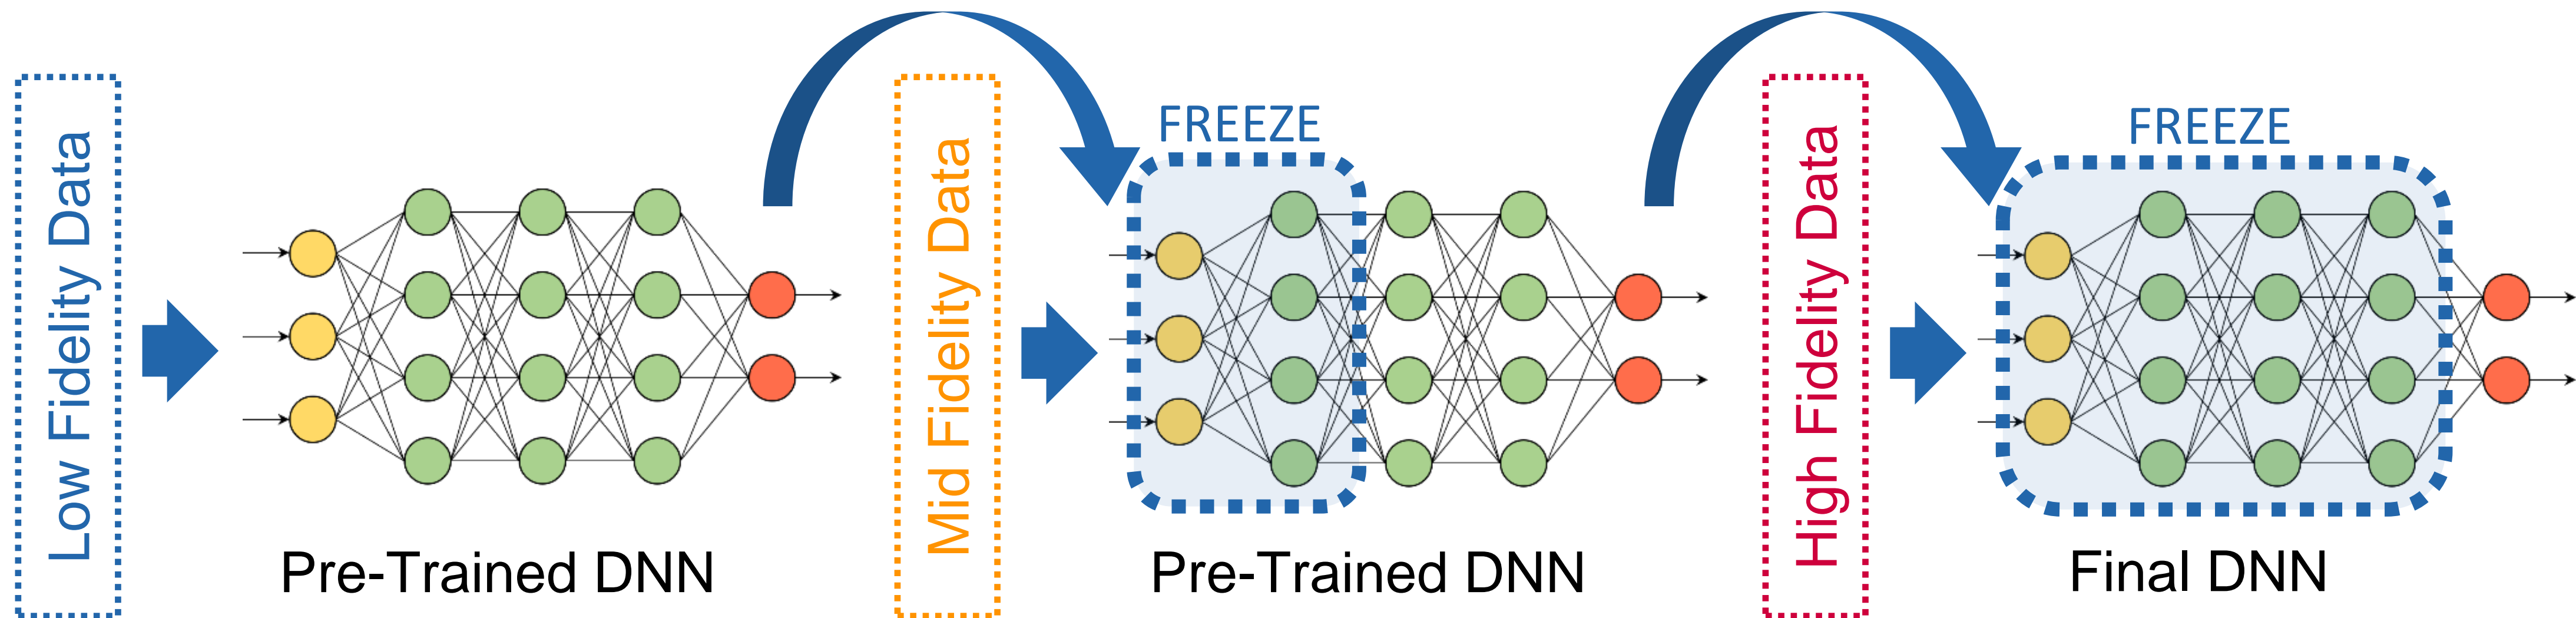 Low Fidelity Data
Pre-Trained DNN
Mid Fidelity Data
FREEZE
Pre-Trained DNN
High Fidelity Data
FREEZE
Final DNN